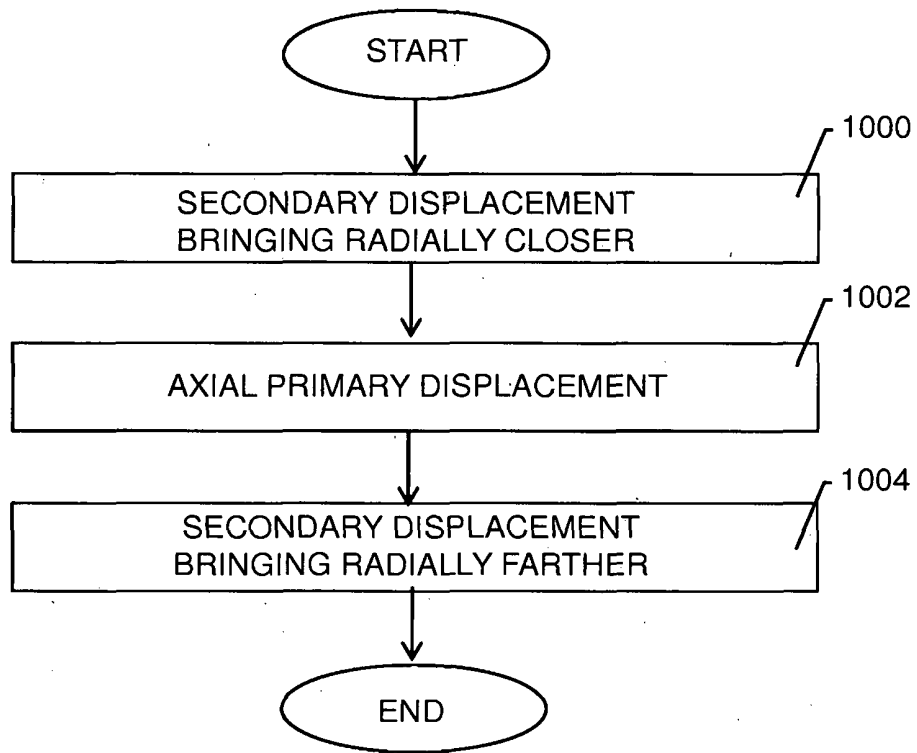 START
1000
SECONDARY DISPLACEMENT
BRINGING RADIALLY CLOSER
1002
AXIAL PRIMARY DISPLACEMENT
1004
SECONDARY DISPLACEMENT
BRINGING RADIALLY FARTHER
END